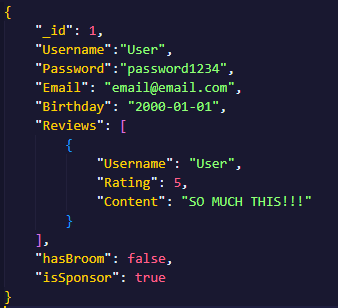 {
"_id": 1,
"Username":"User",
"Password":"password1234",
"Email": "email@email.com",
"Birthday": "2000-01-01",
"Reviews": [
{
"Username": "User",
"Rating": 5,
"Content": "SO MUCH THIS!!!"
}
],
"hasBroom": false,
"isSponsor": true
}